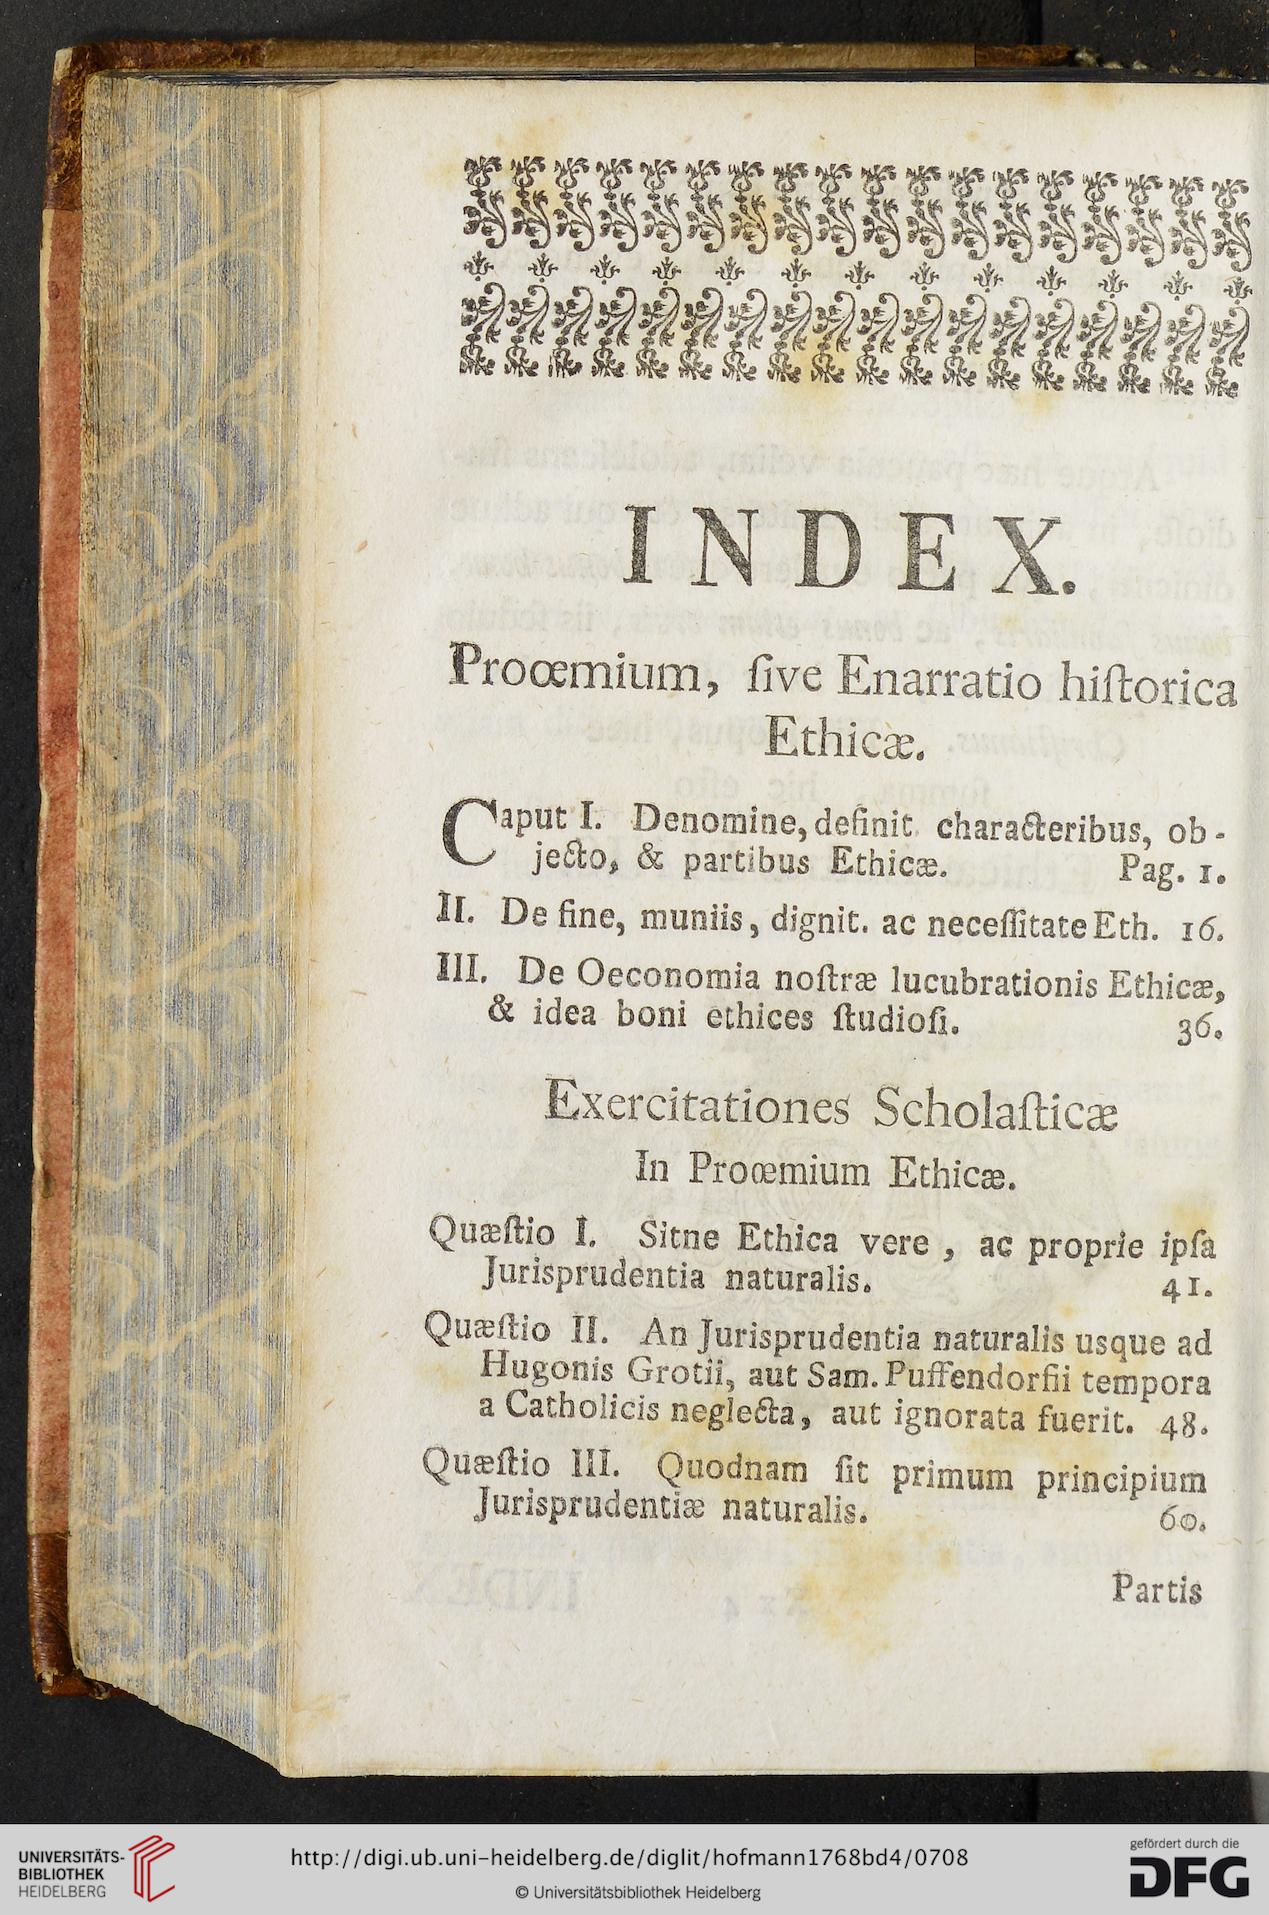 INDEX.
Proœmium, ſive Enarratio hiſtorica
Ethicæ.
Caput I. Denomine, definit characteribus, ob-
jecto, & partibus Ethicæ. Pag. 1.
II. De fine, muniis, dignit. ac neceſſitate Eth. 16.
III. De Oeconomia noſtræ lucubrationis Ethicæ,
& idea boni ethices ſtudioſi. 36.
Exercitationes Scholaſticæ
In Proœmium Ethicæ.
Quæſtio I. Sitne Ethica vere, ac proprie ipſa
Jurisprudentia naturalis. 41.
Quæſtio II. An Jurisprudentia naturalis usque ad
Hugonis Grotii, aut Sam. Puffendorfii tempora
a Catholicis neglecta, aut ignorata fuerit. 48.
Quæſtio III. Quodnam ſit primum principium
Jurisprudentiæ naturalis. 60.
Partis
UNIVERSITÄTS-
BIBLIOTHEK
HEIDELBERG
http://digi.ub.uni-heidelberg.de/diglit/hofmann1768bd4/0708
© Universitätsbibliothek Heidelberg
gefördert durch die
DFG